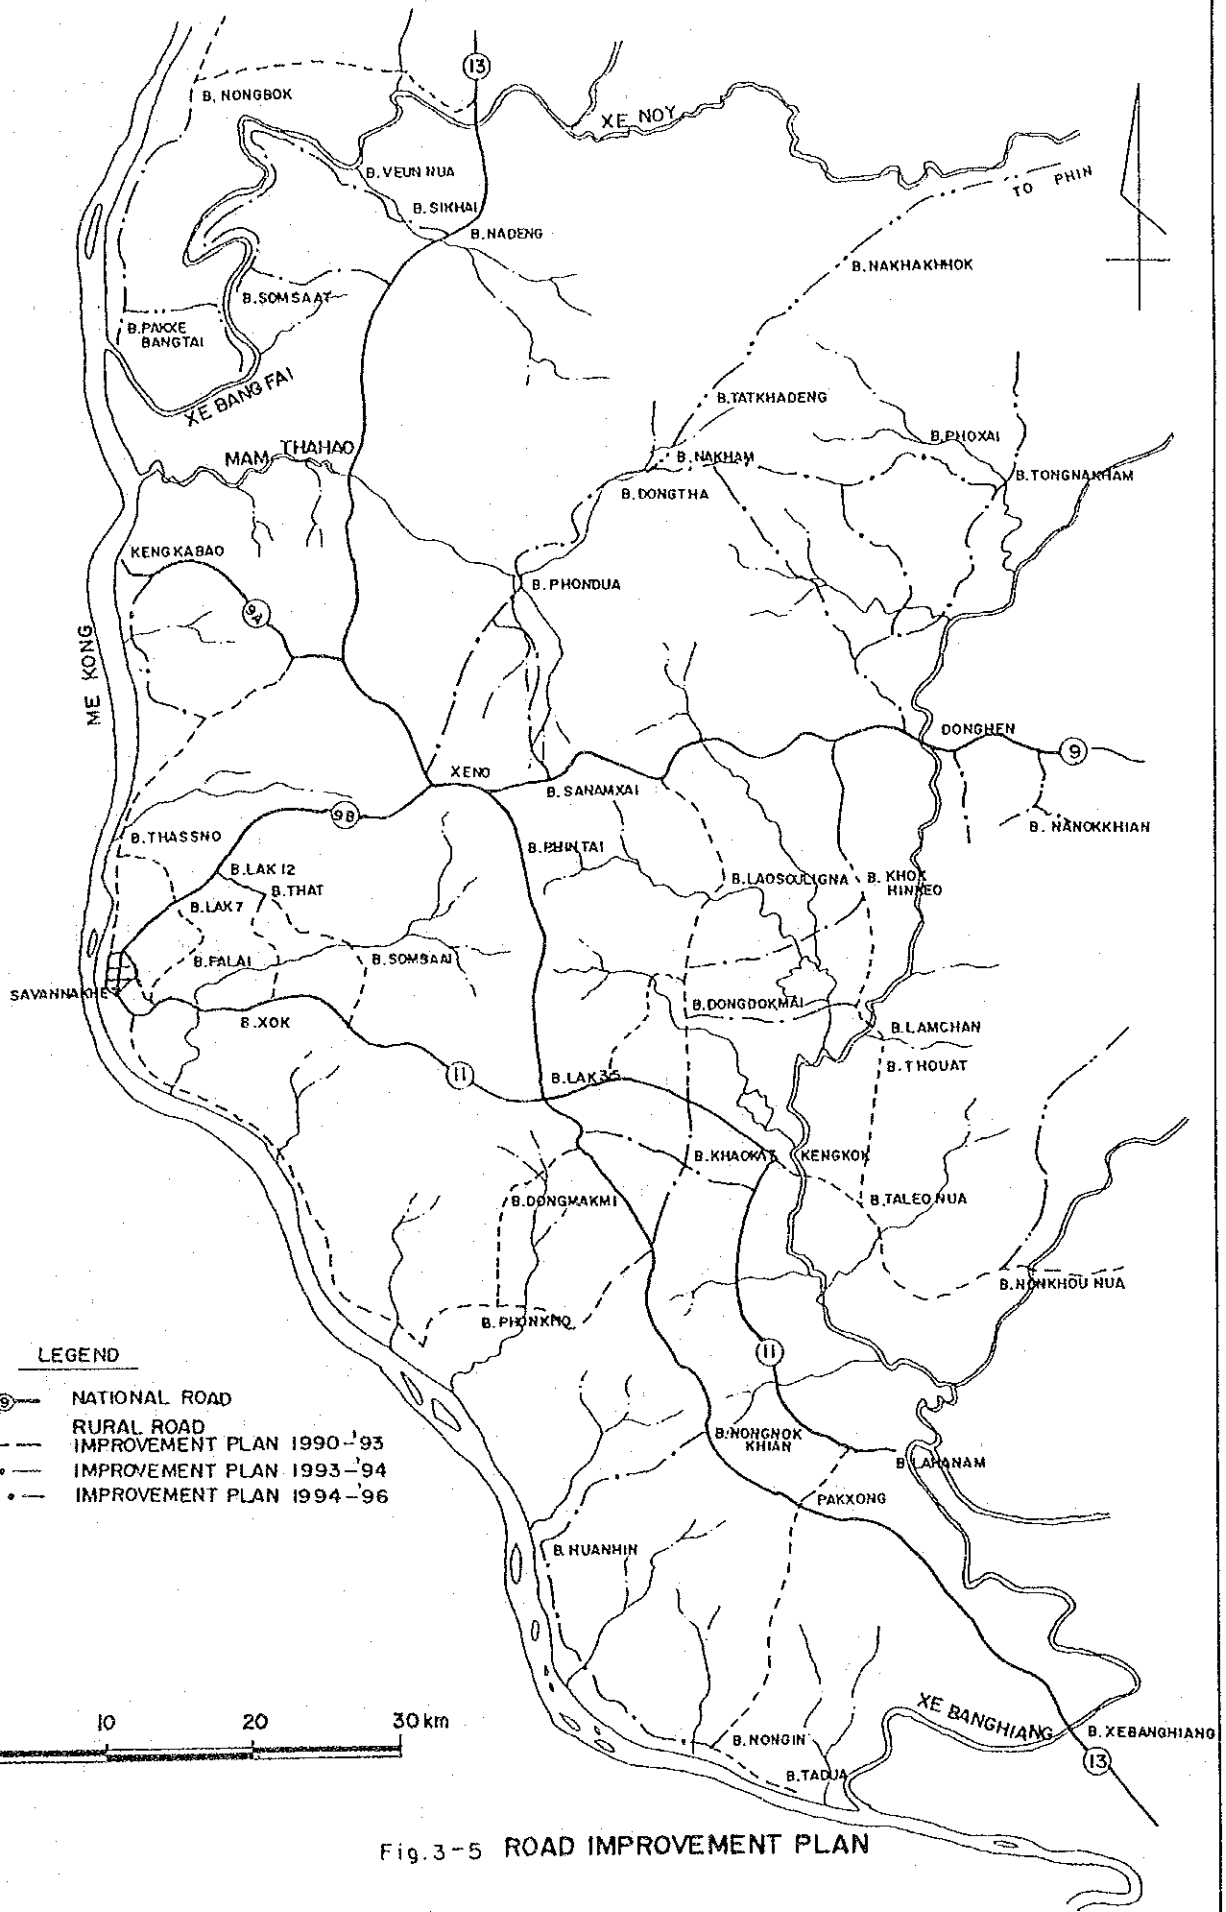 13
B. NONGBOK
XE NOY
B. VEUN NUA
TO PHIN
B. SIKHAI
B. NADENG
B. NAKHAKHHOK
B. SOMSAAT
B. PAKXE
BANGTAI
XE BANG FAI
B. TATKHADENG
B. PHOXAI
MAM THAHAO
B. NAKHAM
B. TONGNAKHAM
B. DONGTHA
KENGKABAO
B. PHONDUA
9A
ME KONG
DONGHEN
9
XENO
B. SANAMXAI
9B
B. NANOKKHIAN
B. THASSNO
B. PHINTAI
B. LAK 12
B. THAT
B. LAOSOULIGNA
B. KHOK
HINKEO
B. LAK 7
B. FALAI
B. SOMSAAI
SAVANNAKHE
B. DONGDOKMAI
B. XOK
B. LAMCHAN
B. THOUAT
11
B. LAK 35
B. KHAOKAT
KENGKOK
B. DONGMAKMI
B. TALEO NUA
B. NONKHOU NUA
B. PHONKHO
11
LEGEND
9 NATIONAL ROAD
RURAL ROAD
IMPROVEMENT PLAN 1990-'93
IMPROVEMENT PLAN 1993-'94
IMPROVEMENT PLAN 1994-'96
B. NONGNOK
KHIAN
B. LAHANAM
PAKXONG
B. HUANHIN
XE BANGHIANG
B. XEBANGHIANG
10 20 30 km
B. NONGIN
13
B. TADUA
Fig. 3-5 ROAD IMPROVEMENT PLAN